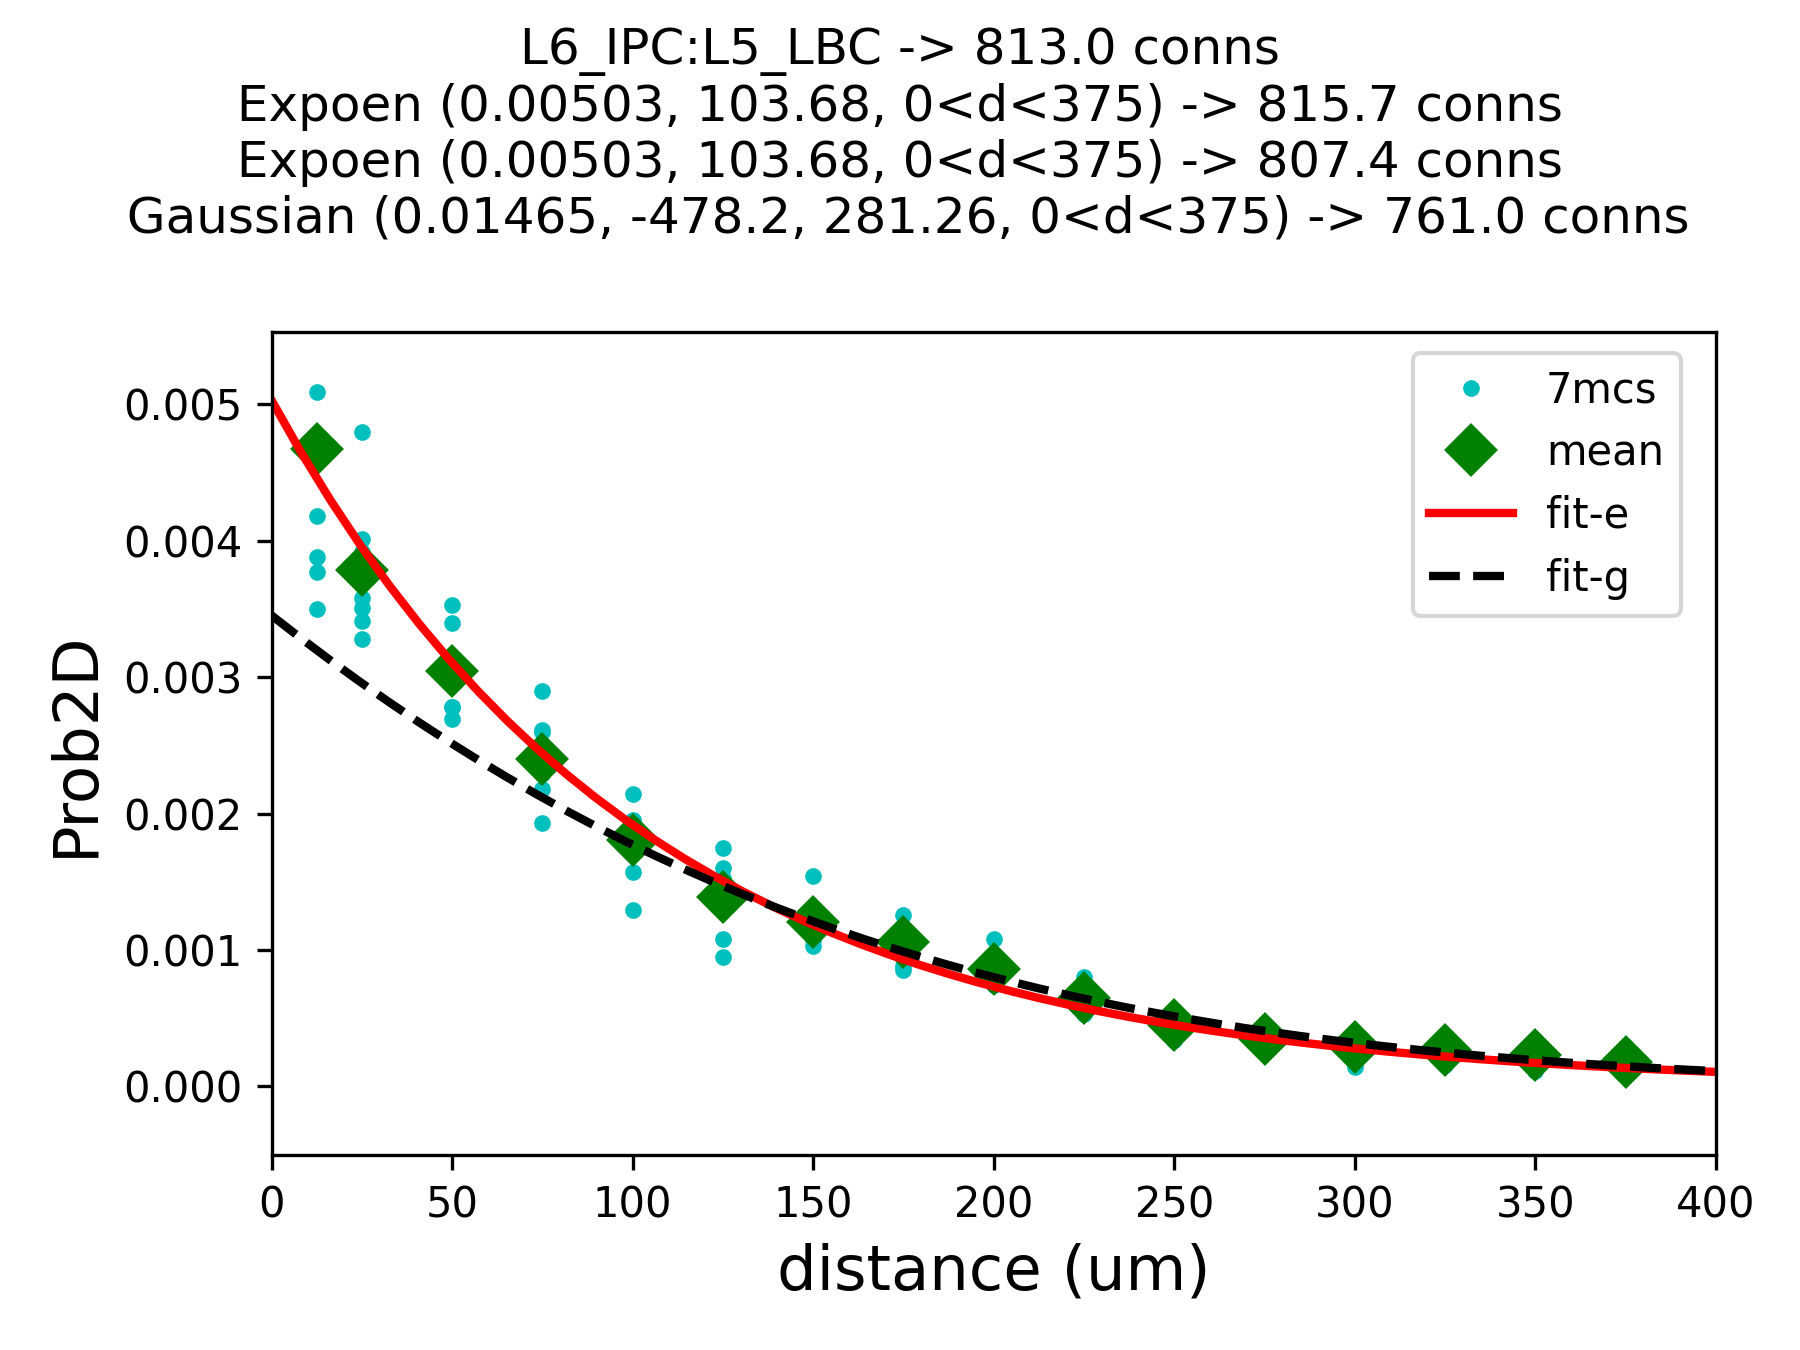 L6_IPC:L5_LBC -> 813.0 conns
Expoen (0.00503, 103.68, 0<d<375) -> 815.7 conns
Expoen (0.00503, 103.68, 0<d<375) -> 807.4 conns
Gaussian (0.01465, -478.2, 281.26, 0<d<375) -> 761.0 conns
7mcs
mean
fit-e
fit-g
Prob2D
0.005
0.004
0.003
0.002
0.001
0.000
0 50 100 150 200 250 300 350 400
distance (um)